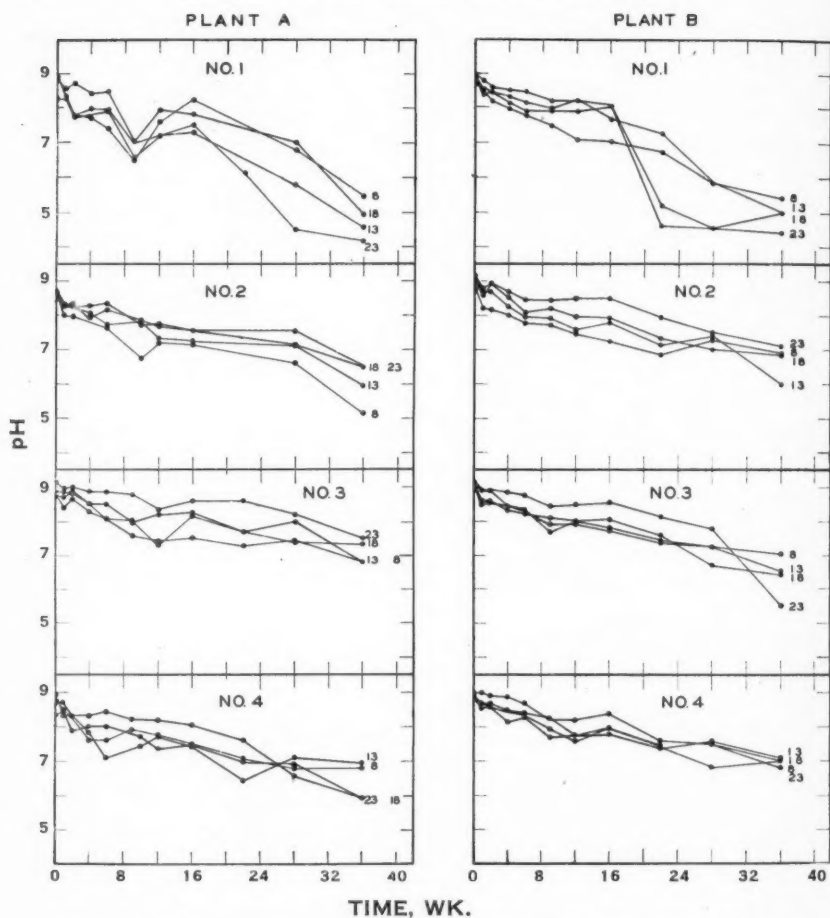 PLANT A
PLANT B
NO. 1
NO. 1
9
7
5
8
18
13
23
8
13
18
23
NO. 2
NO. 2
9
7
5
18 23
13
8
23
8
18
13
pH
NO. 3
NO. 3
9
7
5
23
18
13 8
8
13
18
23
NO. 4
NO. 4
9
7
5
13
8
23 18
13
18
8
23
0 8 16 24 32 40
0 8 16 24 32 40
TIME, WK.